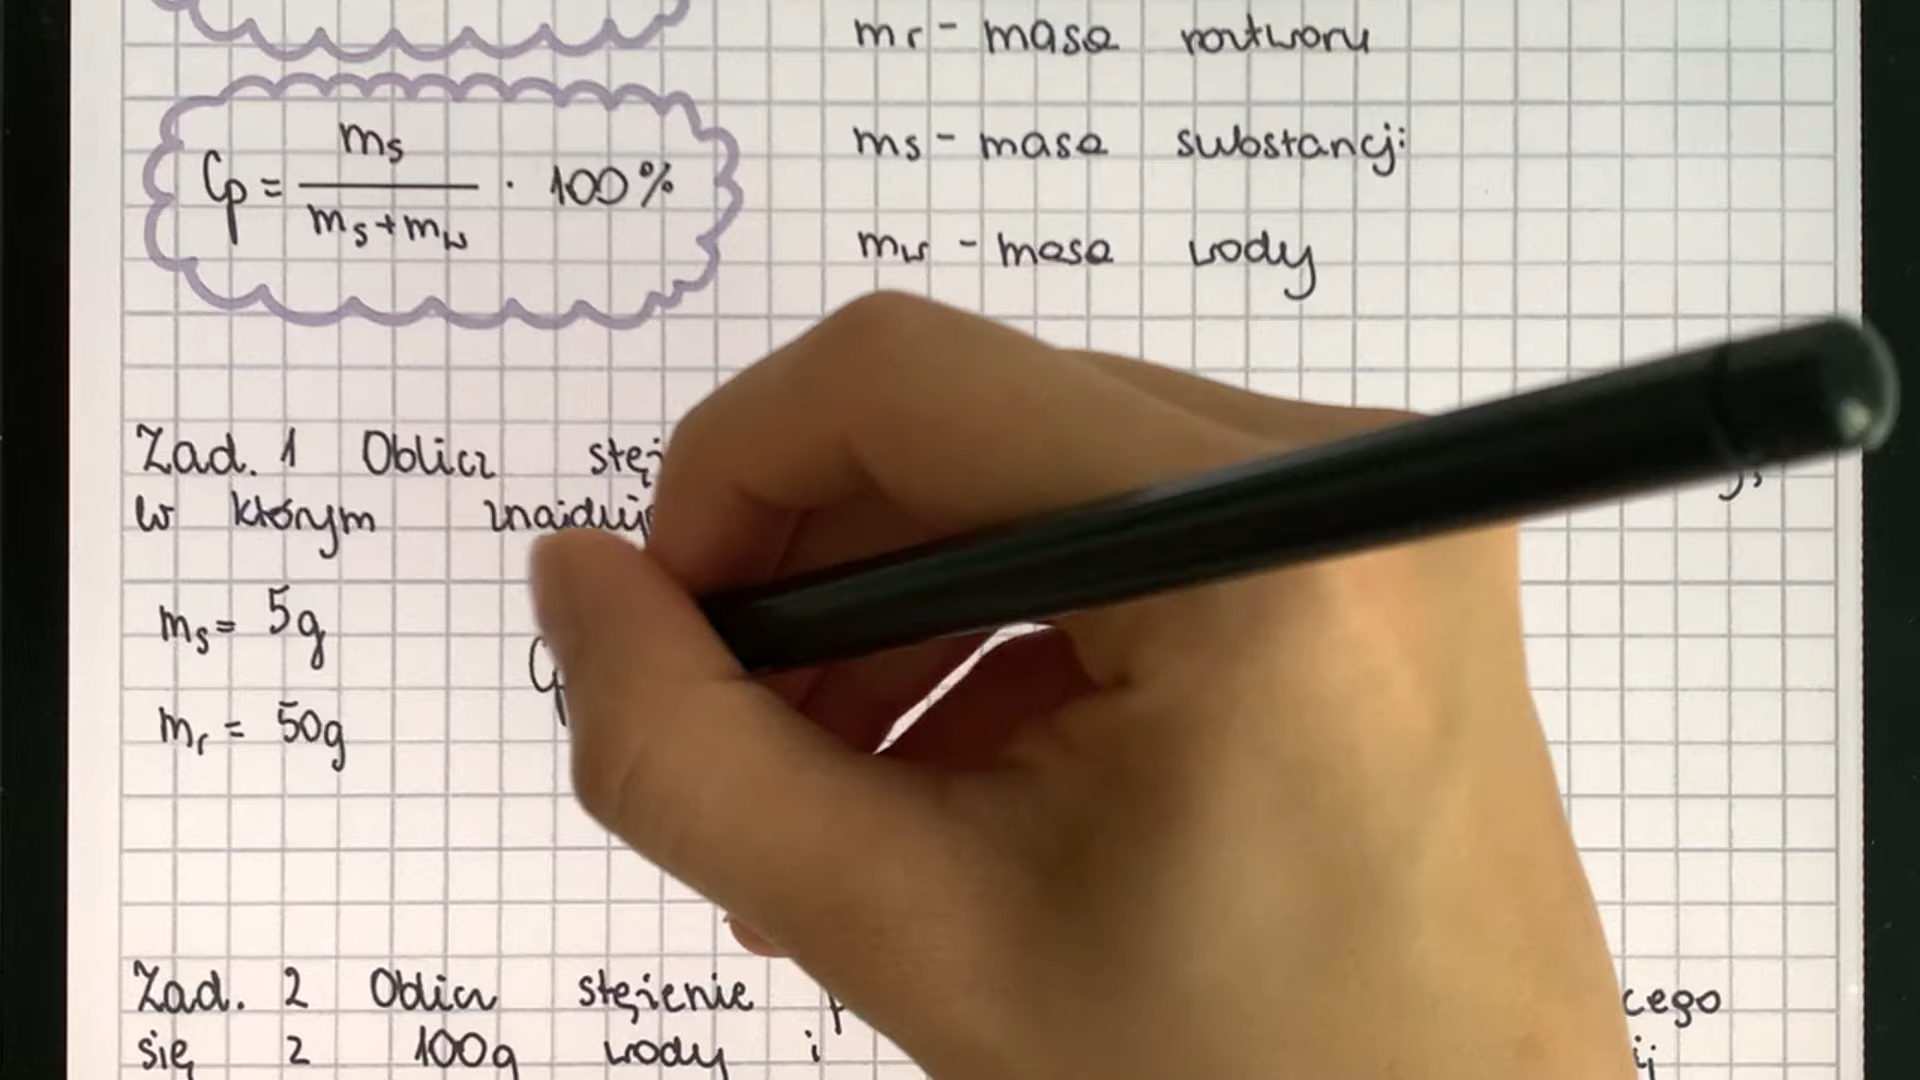 mr - masa roztworu
Cp = ms / ms + mw · 100%
ms - masa substancji
mw - masa wody
Zad. 1 Oblicz
w którym
ms = 5g
mr = 50g
Zad. 2 Oblicz stężenie
się z 100g wody i